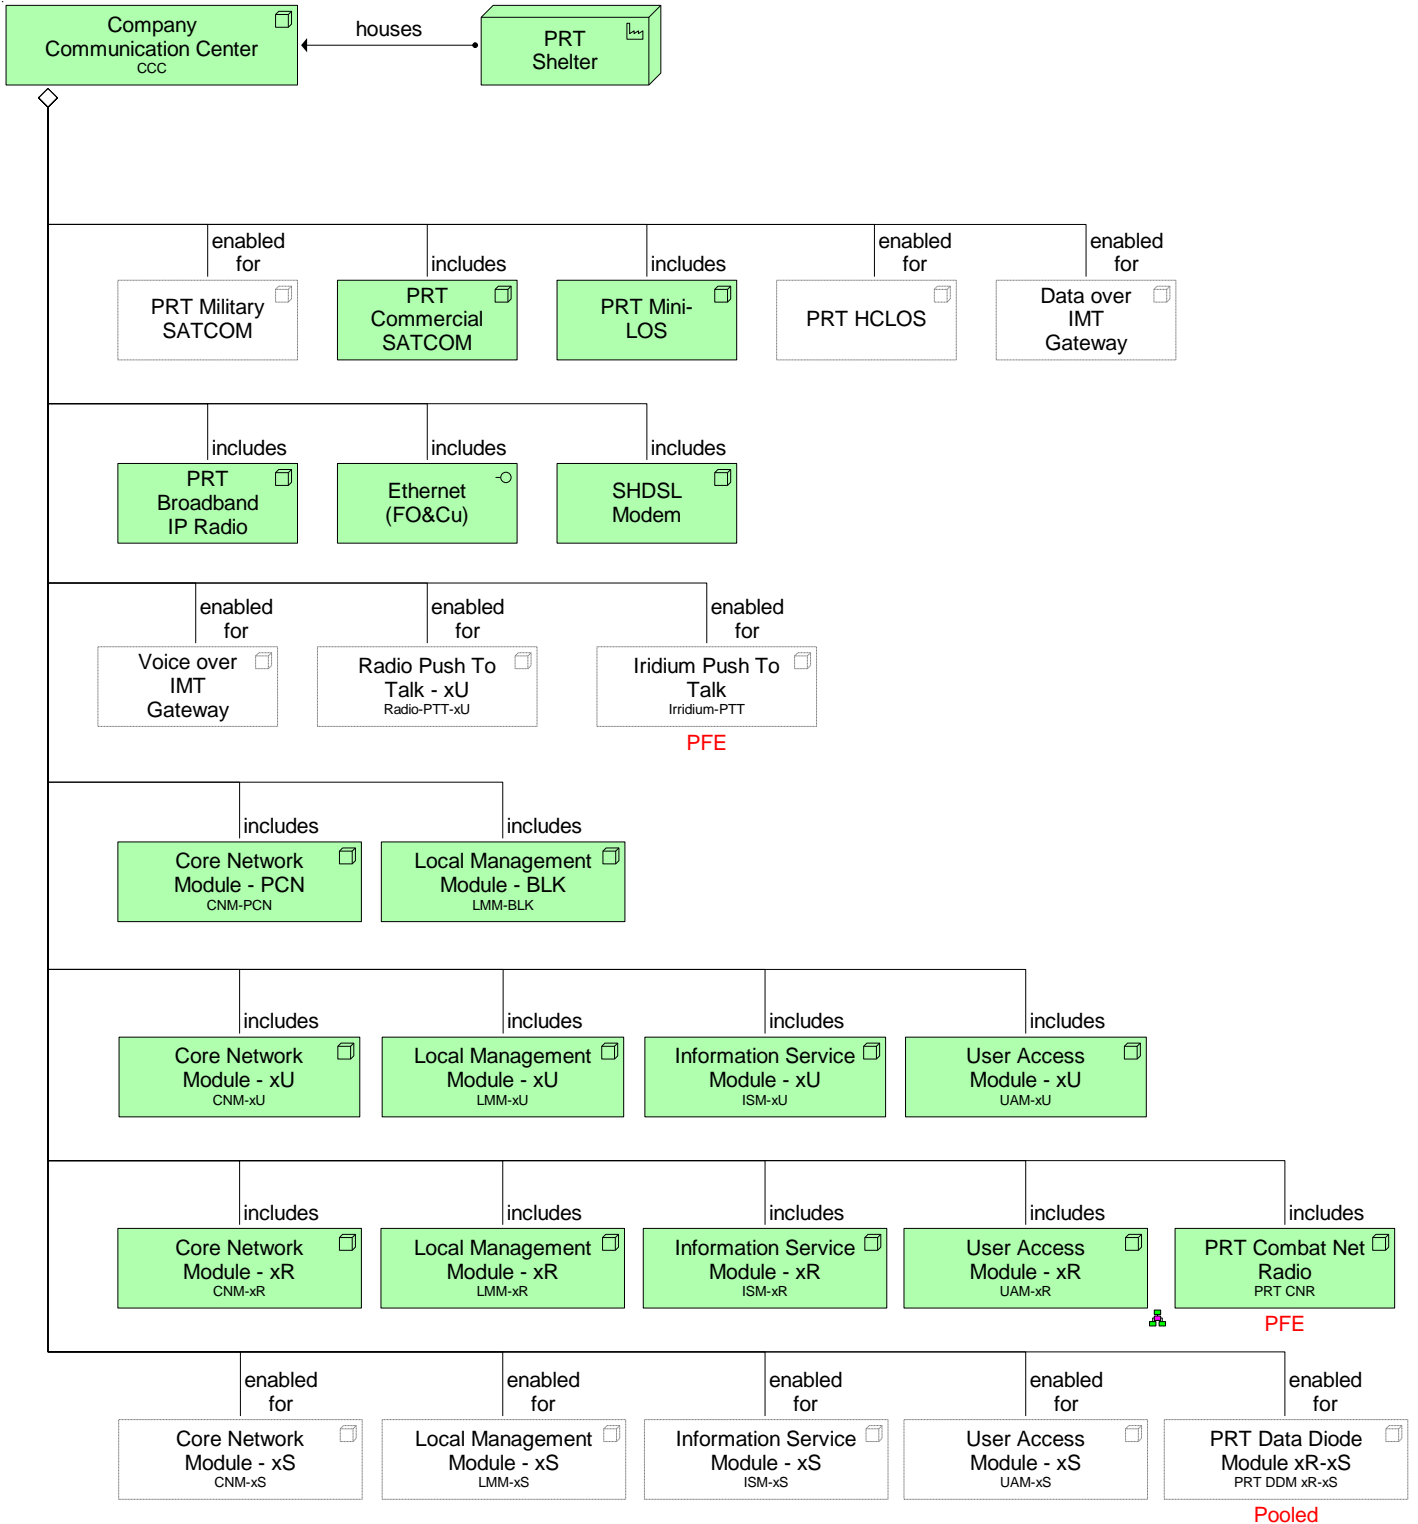 Company
Communication Center
CCC
houses
PRT
Shelter
enabled
for
includes
includes
enabled
for
enabled
for
PRT Military
SATCOM
PRT
Commercial
SATCOM
PRT Mini-
LOS
PRT HCLOS
Data over
IMT
Gateway
includes
includes
includes
PRT
Broadband
IP Radio
Ethernet
(FO&Cu)
SHDSL
Modem
enabled
for
enabled
for
enabled
for
Voice over
IMT
Gateway
Radio Push To
Talk - xU
Radio-PTT-xU
Iridium Push To
Talk
Irridium-PTT
PFE
includes
includes
Core Network
Module - PCN
CNM-PCN
Local Management
Module - BLK
LMM-BLK
includes
includes
includes
includes
Core Network
Module - xU
CNM-xU
Local Management
Module - xU
LMM-xU
Information Service
Module - xU
ISM-xU
User Access
Module - xU
UAM-xU
includes
includes
includes
includes
includes
Core Network
Module - xR
CNM-xR
Local Management
Module - xR
LMM-xR
Information Service
Module - xR
ISM-xR
User Access
Module - xR
UAM-xR
PRT Combat Net
Radio
PRT CNR
PFE
enabled
for
enabled
for
enabled
for
enabled
for
enabled
for
Core Network
Module - xS
CNM-xS
Local Management
Module - xS
LMM-xS
Information Service
Module - xS
ISM-xS
User Access
Module - xS
UAM-xS
PRT Data Diode
Module xR-xS
PRT DDM xR-xS
Pooled